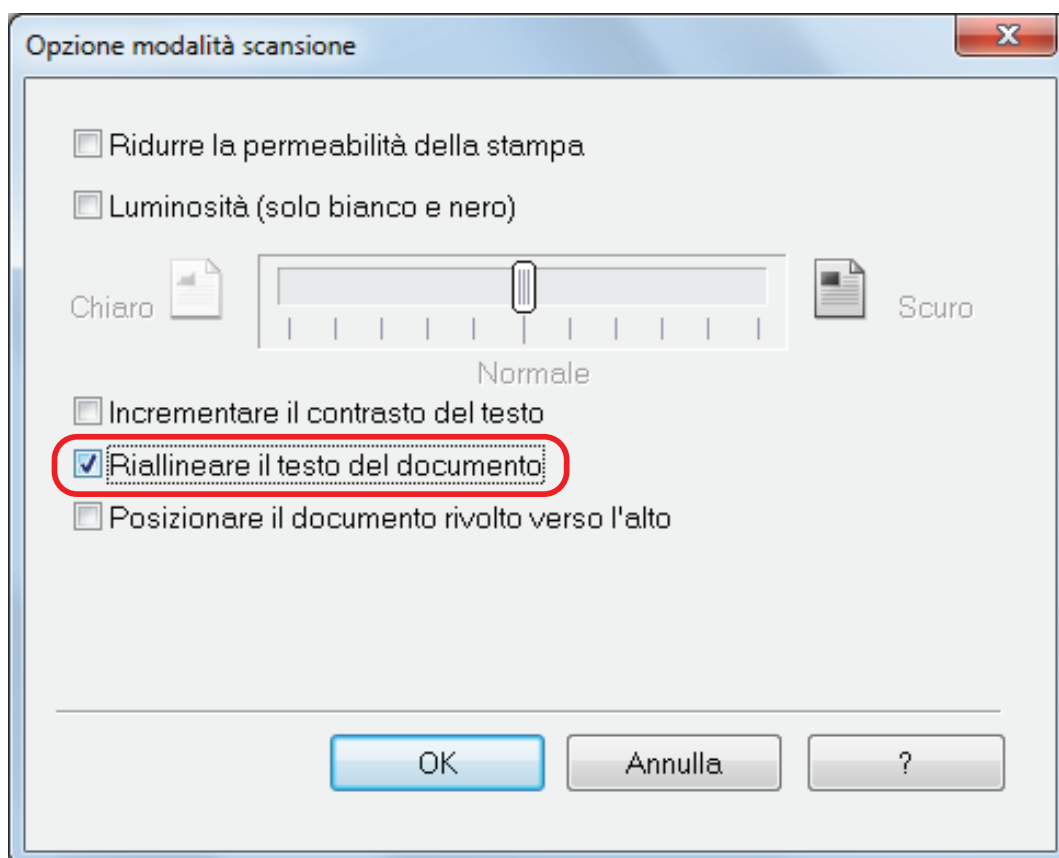 Opzione modalità scansione
Ridurre la permeabilità della stampa
Luminosità (solo bianco e nero)
Chiaro
Scuro
Normale
Incrementare il contrasto del testo
Riallineare il testo del documento
Posizionare il documento rivolto verso l'alto
OK Annulla ?